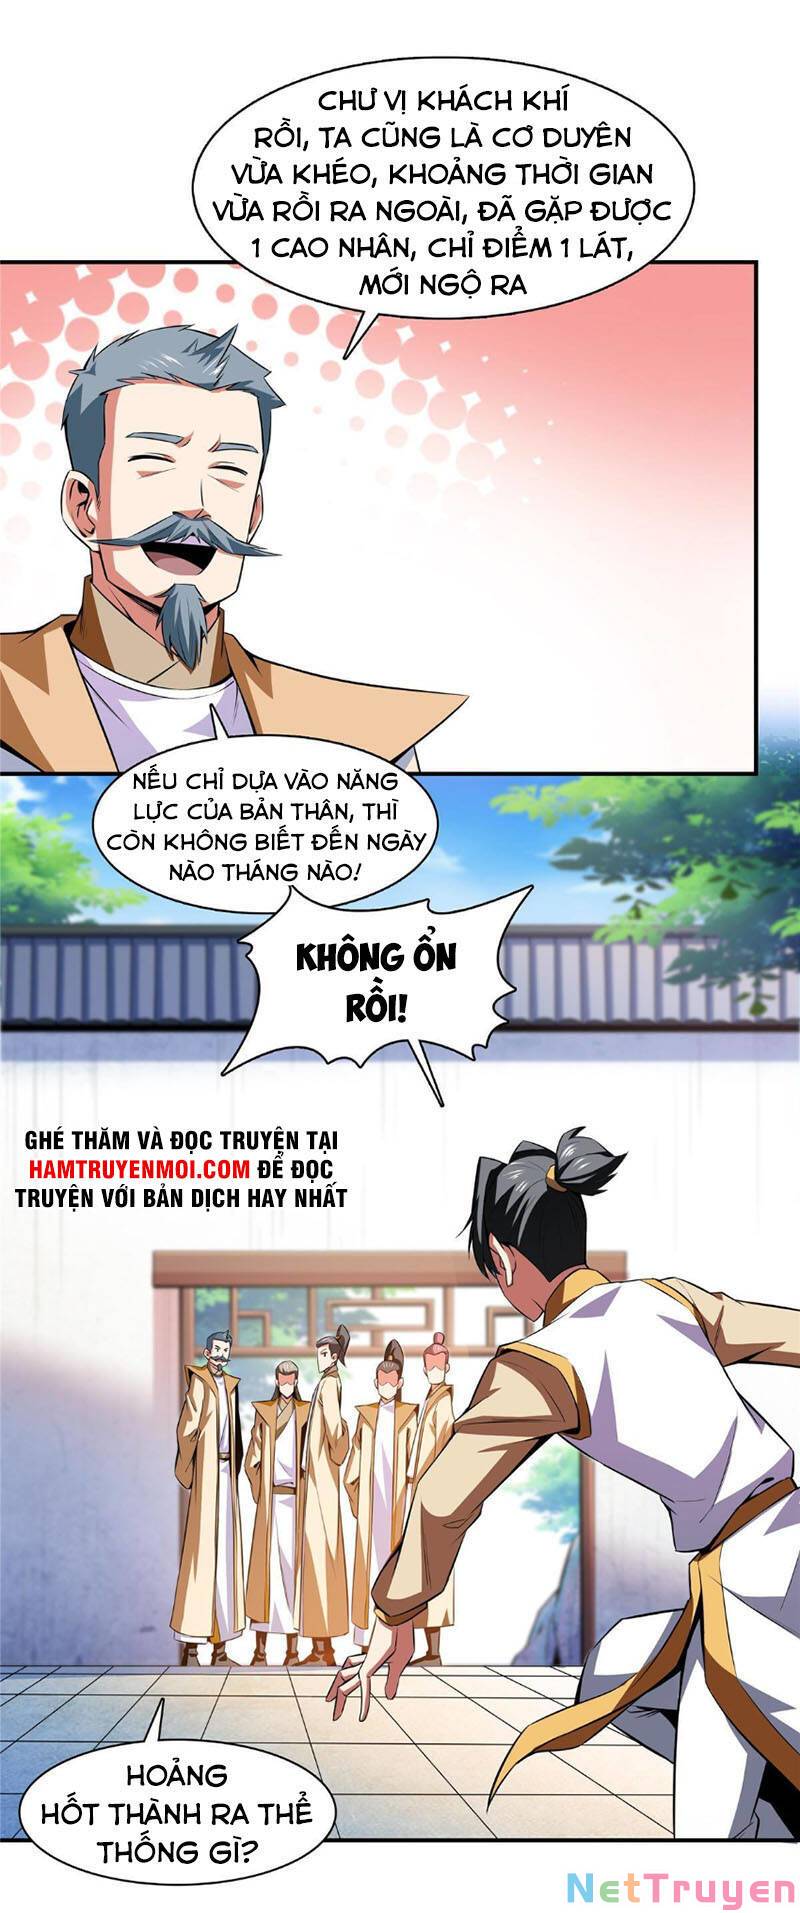 CHƯ VỊ KHÁCH KHÍ
RỒI, TA CŨNG LÀ CƠ DUYÊN
VỪA KHÉO, KHOẢNG THỜI GIAN
VỪA RỒI RA NGOÀI, ĐÃ GẶP ĐƯỢC
1 CAO NHÂN, CHỈ ĐIỂM 1 LÁT,
MỚI NGỘ RA
NẾU CHỈ DỰA VÀO NĂNG
LỰC CỦA BẢN THÂN, THÌ
CÒN KHÔNG BIẾT ĐẾN NGÀY
NÀO THÁNG NÀO!
KHÔNG ỔN
RỒI!
GHÉ THĂM VÀ ĐỌC TRUYỆN TẠI
HAMTRUYENMOI.COM ĐỂ ĐỌC
TRUYỆN VỚI BẢN DỊCH HAY NHẤT
HOẢNG
HỐT THÀNH RA THỂ
THỐNG GÌ?
NetTruyen